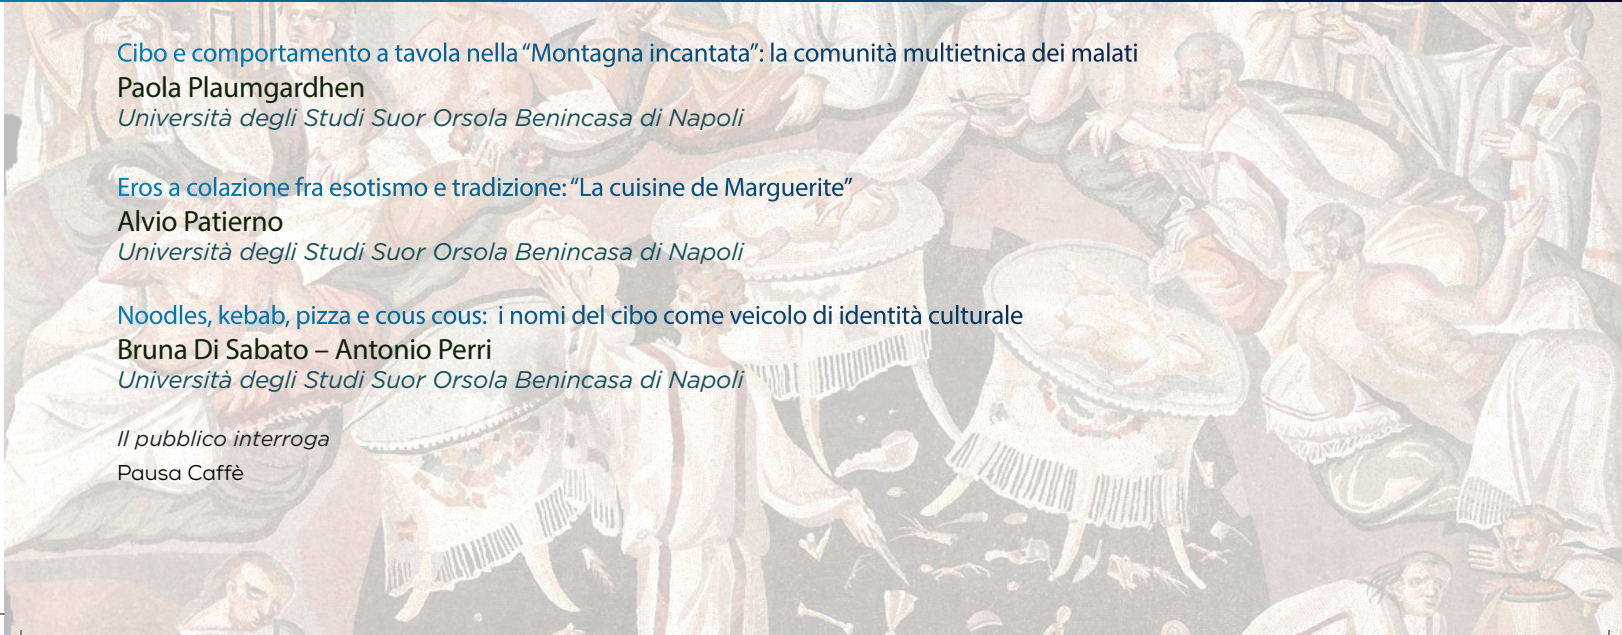 Cibo e comportamento a tavola nella “Montagna incantata”: la comunità multietnica dei malati
Paola Plaumgardhen
Università degli Studi Suor Orsola Benincasa di Napoli
Eros a colazione fra esotismo e tradizione: “La cuisine de Marguerite”
Alvio Patierno
Università degli Studi Suor Orsola Benincasa di Napoli
Noodles, kebab, pizza e cous cous: i nomi del cibo come veicolo di identità culturale
Bruna Di Sabato – Antonio Perri
Università degli Studi Suor Orsola Benincasa di Napoli
Il pubblico interroga
Pausa Caffè